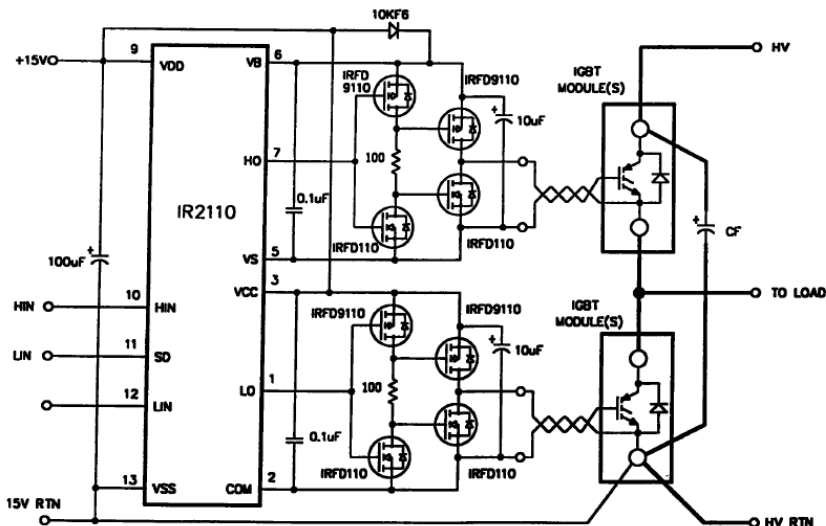 10KF6
9
VDD
VB
6
+15V
IRFD
9110
IRFD9110
IGBT
MODULE(S)
HV
HO
7
100
+
10uF
0.1uF
IR2110
+
100uF
IRFD110
IRFD110
+
CF
VS
5
VCC
3
HIN
10
HIN
TO LOAD
IRFD9110
IRFD9110
IGBT
MODULE(S)
LIN
11
SD
+
10uF
LO
1
100
12
LIN
0.1uF
13
VSS
COM
2
IRFD110
IRFD110
15V RTN
HV RTN